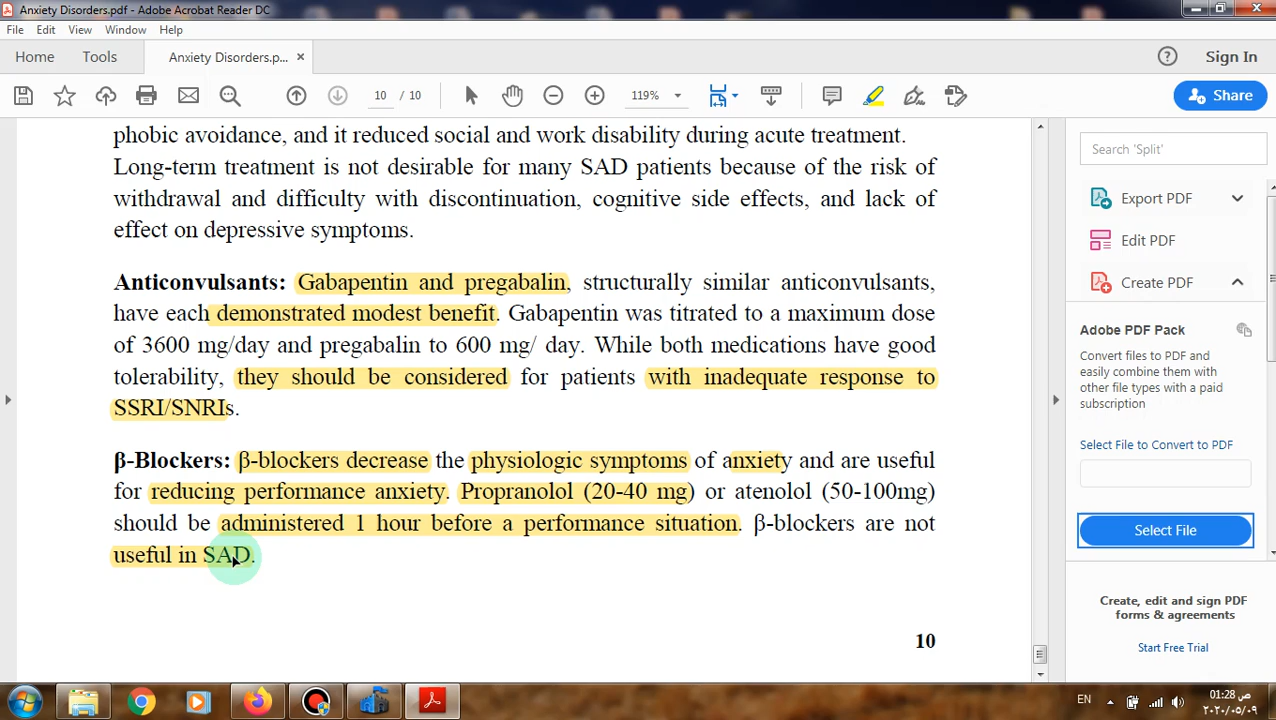 Anxiety Disorders.pdf - Adobe Acrobat Reader DC
File Edit View Window Help
Home Tools Anxiety Disorders.p... × Sign In
10 / 10 119% Share
phobic avoidance, and it reduced social and work disability during acute treatment.
Long-term treatment is not desirable for many SAD patients because of the risk of
withdrawal and difficulty with discontinuation, cognitive side effects, and lack of
effect on depressive symptoms.
Anticonvulsants: Gabapentin and pregabalin, structurally similar anticonvulsants,
have each demonstrated modest benefit. Gabapentin was titrated to a maximum dose
of 3600 mg/day and pregabalin to 600 mg/ day. While both medications have good
tolerability, they should be considered for patients with inadequate response to
SSRI/SNRIs.
β-Blockers: β-blockers decrease the physiologic symptoms of anxiety and are useful
for reducing performance anxiety. Propranolol (20-40 mg) or atenolol (50-100mg)
should be administered 1 hour before a performance situation. β-blockers are not
useful in SAD.
10
Search 'Split'
Export PDF
Edit PDF
Create PDF
Adobe PDF Pack
Convert files to PDF and
easily combine them with
other file types with a paid
subscription
Select File to Convert to PDF
Select File
Create, edit and sign PDF
forms & agreements
Start Free Trial
EN
01:28 ص
٢٠٢٠/٠٥/٠٩